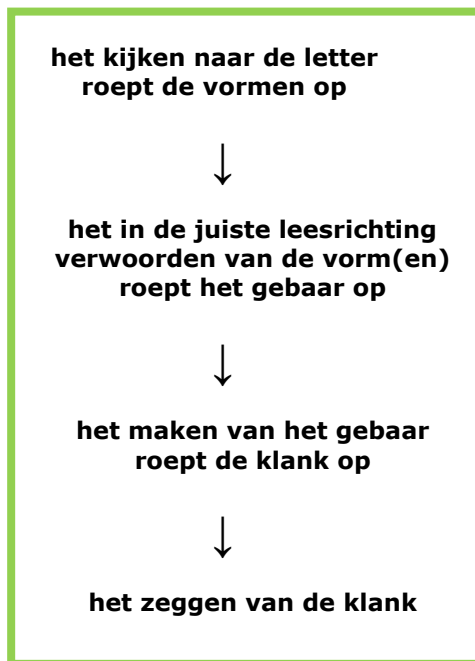 het kijken naar de letter
roept de vormen op
↓
het in de juiste leesrichting
verwoorden van de vorm(en)
roept het gebaar op
↓
het maken van het gebaar
roept de klank op
↓
het zeggen van de klank